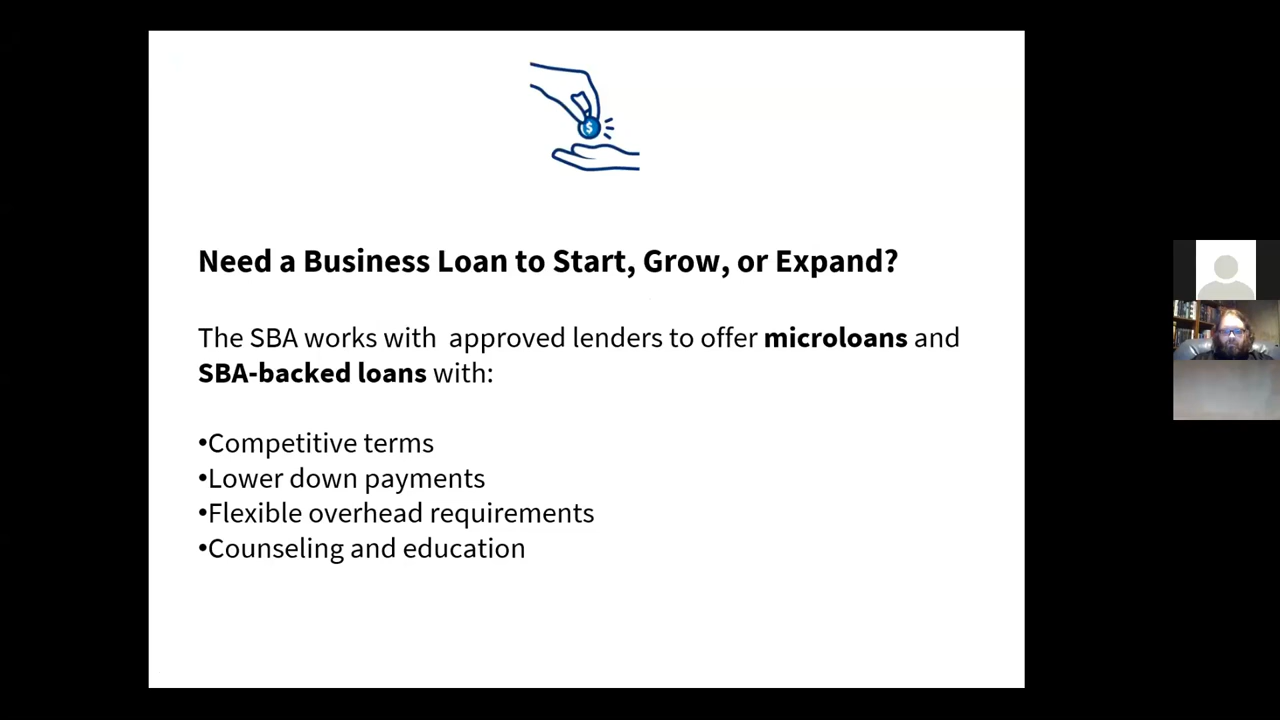 $
Need a Business Loan to Start, Grow, or Expand?
The SBA works with  approved lenders to offer microloans and
SBA-backed loans with:
•Competitive terms
•Lower down payments
•Flexible overhead requirements
•Counseling and education